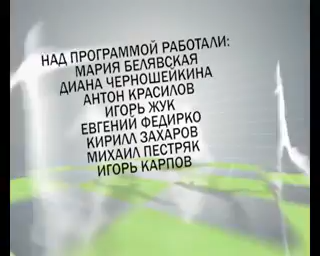 НАД ПРОГРАММОЙ РАБОТАЛИ:
МАРИЯ БЕЛЯВСКАЯ
ДИАНА ЧЕРНОШЕЙКИНА
АНТОН КРАСИЛОВ
ИГОРЬ ЖУК
ЕВГЕНИЙ ФЕДИРКО
КИРИЛЛ ЗАХАРОВ
МИХАИЛ ПЕСТРЯК
ИГОРЬ КАРПОВ